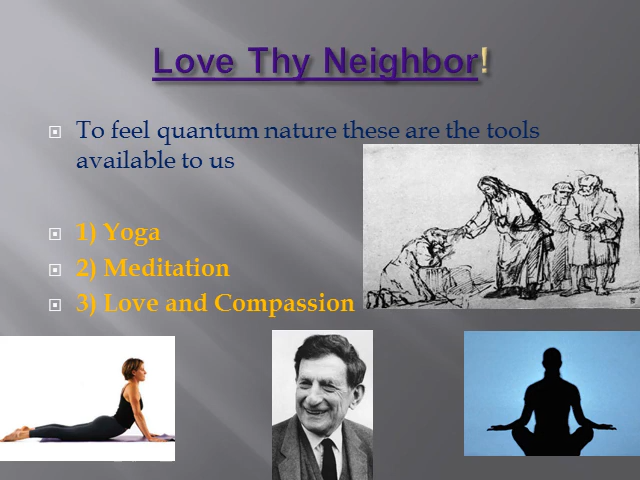 Love Thy Neighbor!
To feel quantum nature these are the tools
available to us
1) Yoga
2) Meditation
3) Love and Compassion